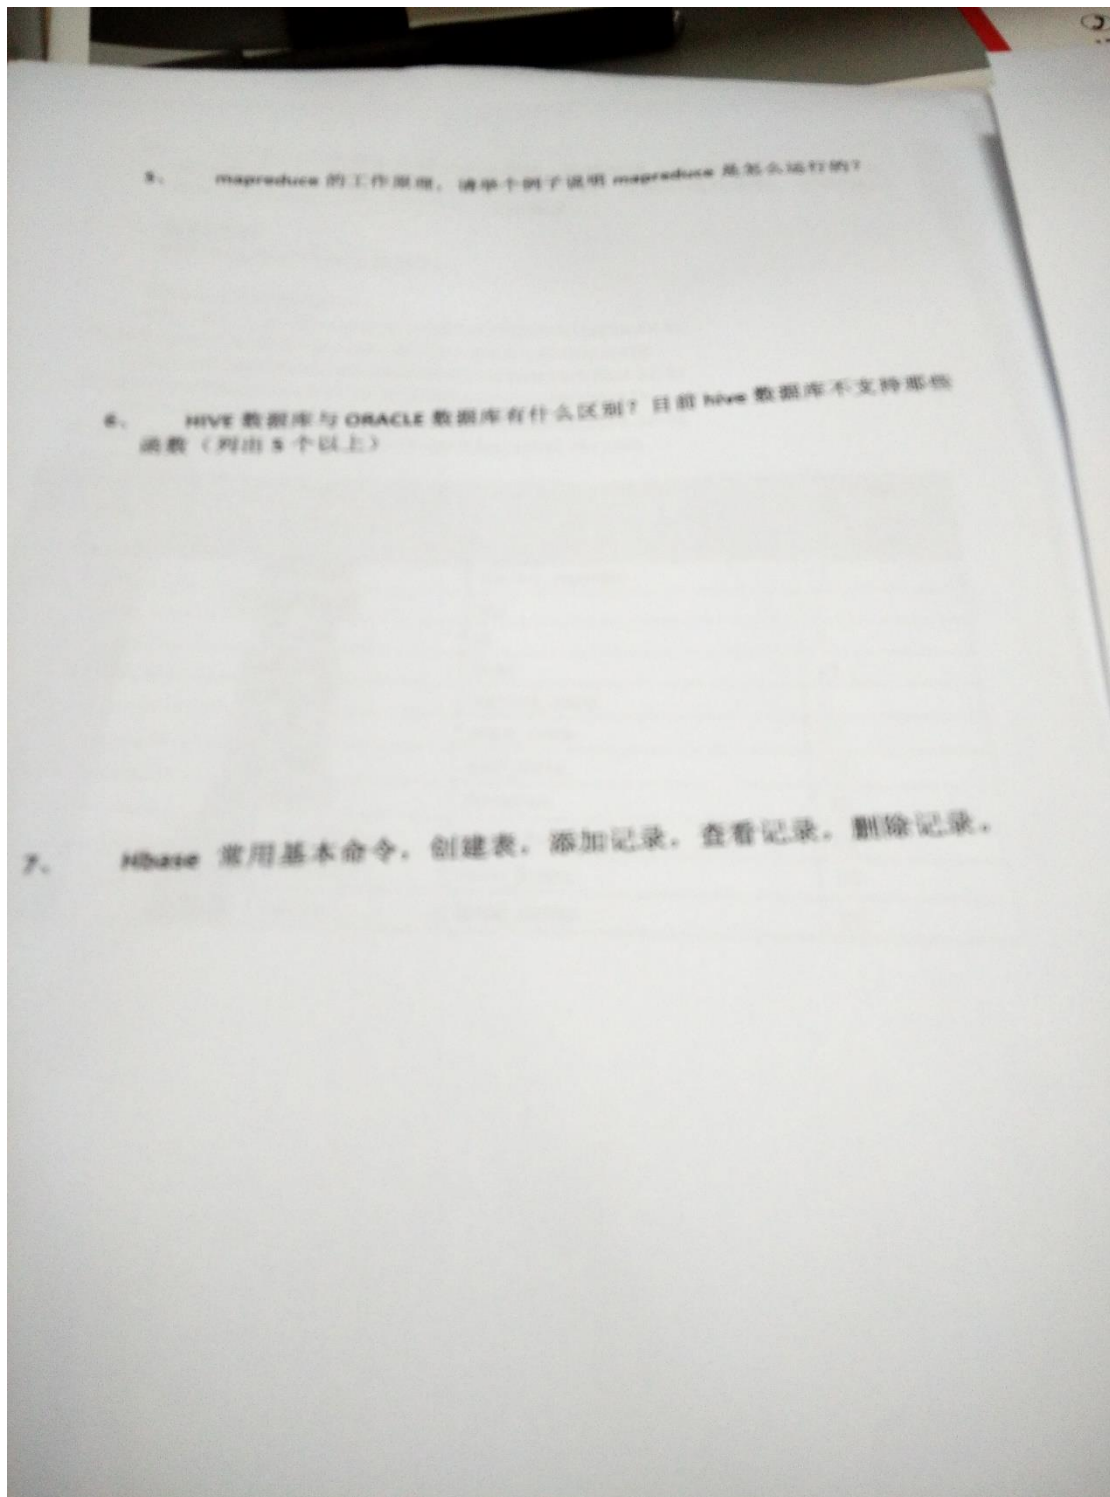 5、 mapreduce 的工作原理，请举个例子说明 mapreduce 是怎么运行的？
6、 HIVE 数据库与 ORACLE 数据库有什么区别？目前 hive 数据库不支持那些
函数（列出 5 个以上）
7、 Hbase 常用基本命令，创建表，添加记录，查看记录，删除记录。